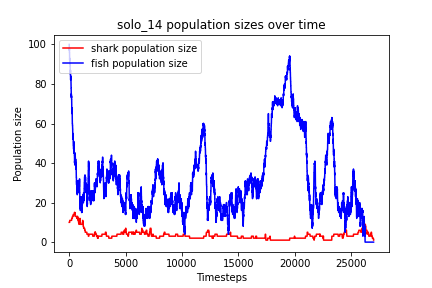 solo_14 population sizes over time
shark population size
fish population size
Population size
100
80
60
40
20
0
0 5000 10000 15000 20000 25000
Timesteps